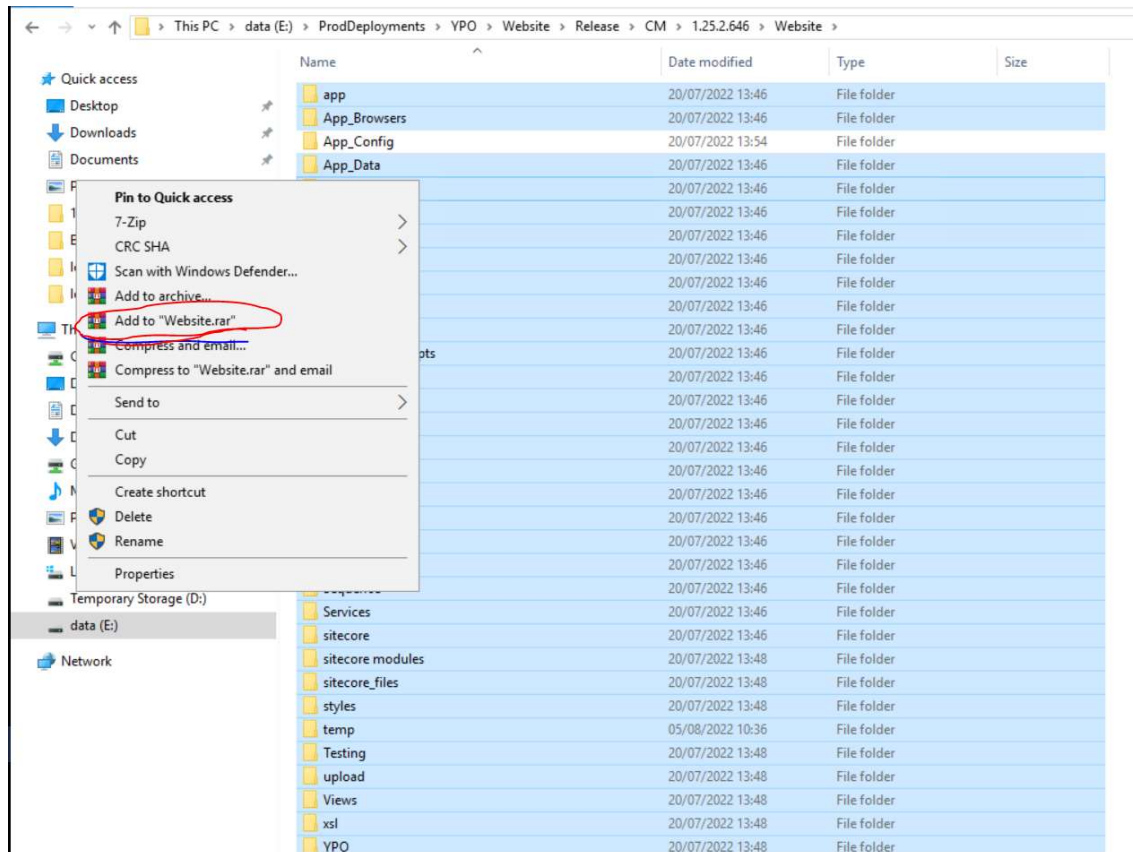 This PC > data (E:) > ProdDeployments > YPO > Website > Release > CM > 1.25.2.646 > Website >
Name Date modified Type Size
Quick access
Desktop
Downloads
Documents
app 20/07/2022 13:46 File folder
App_Browsers 20/07/2022 13:46 File folder
App_Config 20/07/2022 13:54 File folder
App_Data 20/07/2022 13:46 File folder
20/07/2022 13:46 File folder
20/07/2022 13:46 File folder
20/07/2022 13:46 File folder
20/07/2022 13:46 File folder
20/07/2022 13:46 File folder
20/07/2022 13:46 File folder
20/07/2022 13:46 File folder
pts 20/07/2022 13:46 File folder
20/07/2022 13:46 File folder
20/07/2022 13:46 File folder
20/07/2022 13:46 File folder
20/07/2022 13:46 File folder
20/07/2022 13:46 File folder
20/07/2022 13:46 File folder
20/07/2022 13:46 File folder
20/07/2022 13:46 File folder
20/07/2022 13:46 File folder
20/07/2022 13:46 File folder
Services 20/07/2022 13:46 File folder
sitecore 20/07/2022 13:46 File folder
sitecore modules 20/07/2022 13:48 File folder
sitecore_files 20/07/2022 13:48 File folder
styles 20/07/2022 13:48 File folder
temp 05/08/2022 10:36 File folder
Testing 20/07/2022 13:48 File folder
upload 20/07/2022 13:48 File folder
Views 20/07/2022 13:48 File folder
xsl 20/07/2022 13:48 File folder
YPO 20/07/2022 13:48 File folder
Pin to Quick access
7-Zip
CRC SHA
Scan with Windows Defender...
Add to archive...
Add to "Website.rar"
Compress and email...
Compress to "Website.rar" and email
Send to
Cut
Copy
Create shortcut
Delete
Rename
Properties
Temporary Storage (D:)
data (E:)
Network